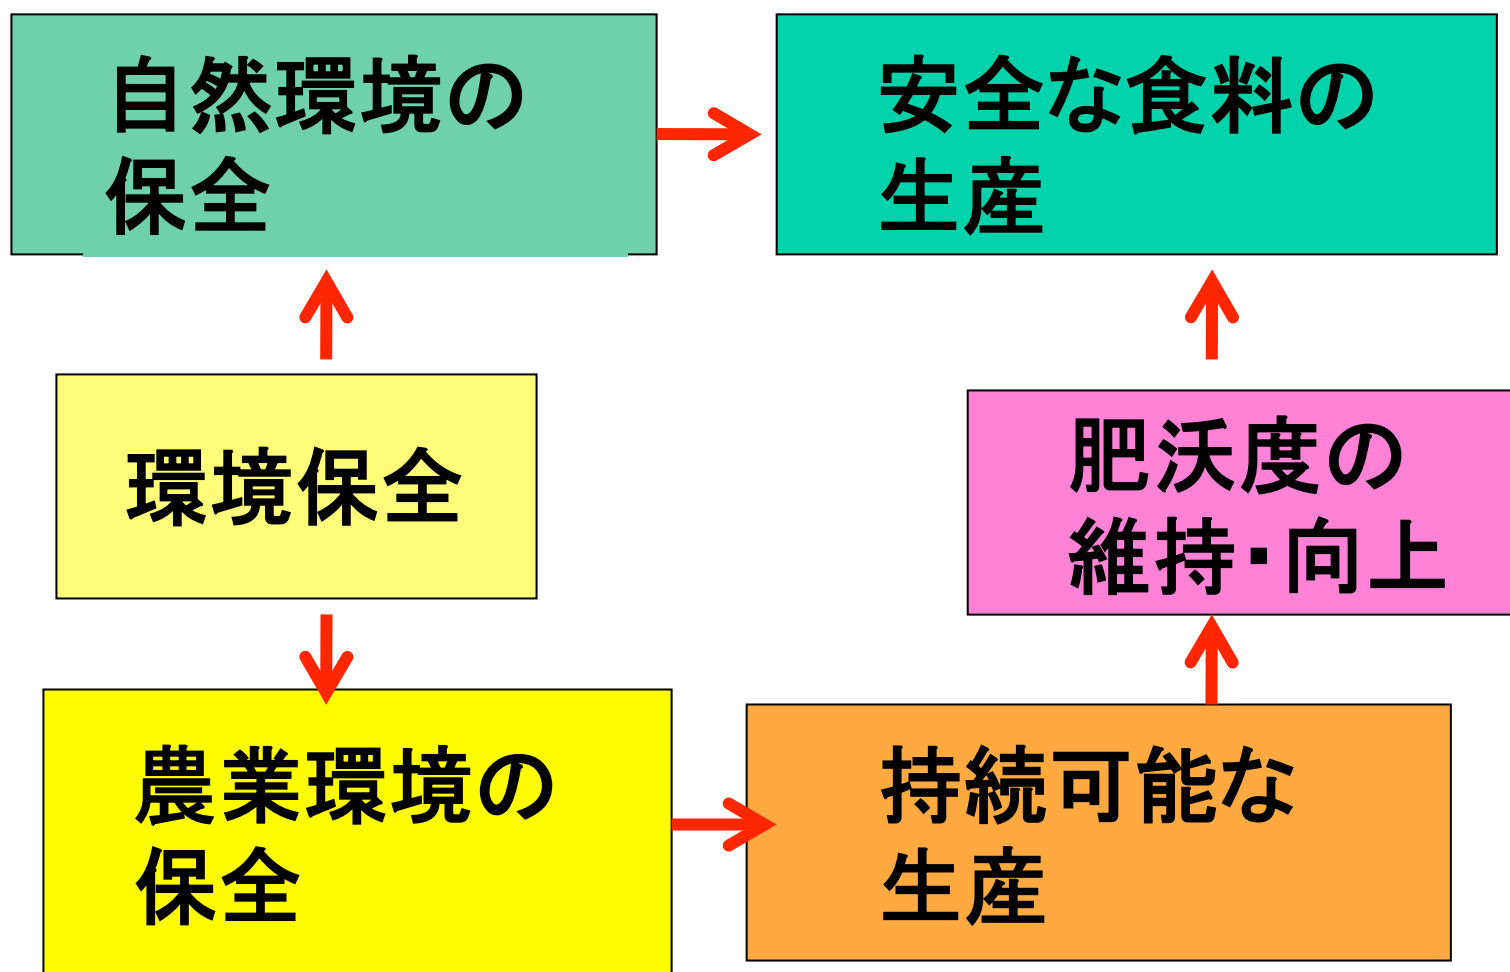 自然環境の
保全
安全な食料の
生産
環境保全
肥沃度の
維持・向上
農業環境の
保全
持続可能な
生産